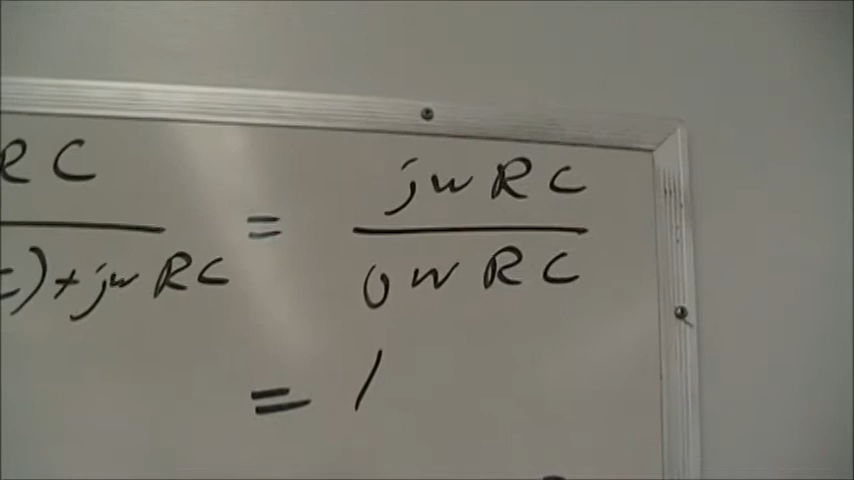 RC = jwRC
C)+jwRC 0wRC
= 1